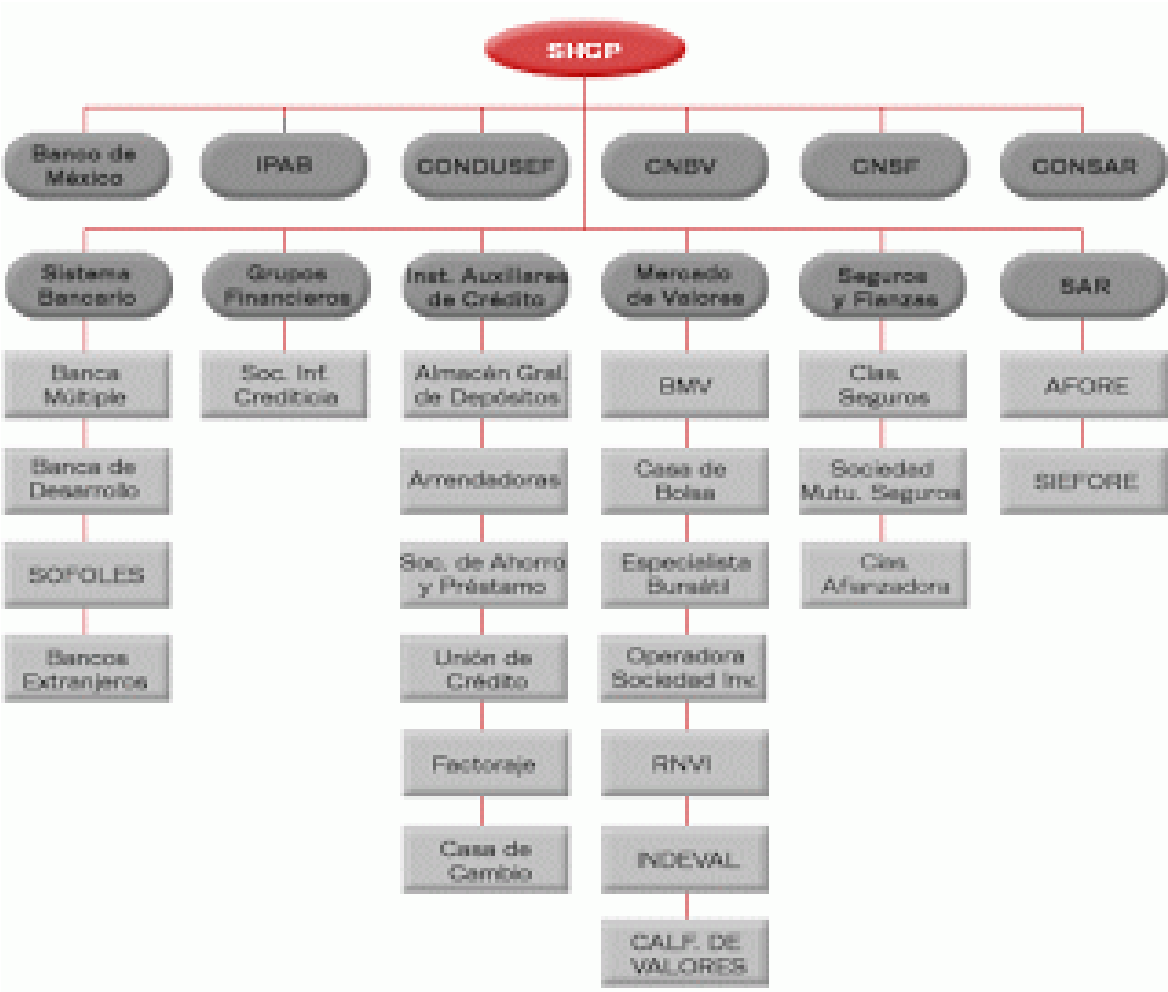 SHCP
Banco de
México
IPAB
CONDUSEF
CNBV
CNSF
CONSAR
Sistema
Bancario
Grupos
Financieros
Inst. Auxiliares
de Crédito
Mercado
de Valores
Seguros
y Fianzas
SAR
Banca
Múltiple
Soc. Inf.
Crediticia
Almacén Gral.
de Depósitos
BMV
Cías.
Seguros
AFORE
Banca de
Desarrollo
Arrendadoras
Casa de
Bolsa
Sociedad
Mutu. Seguros
SIEFORE
SOFOLES
Soc. de Ahorro
y Préstamo
Especialista
Bursátil
Cías.
Afianzadora
Bancos
Extranjeros
Unión de
Crédito
Operadora
Sociedad Inv.
Factoraje
RNVI
Casa de
Cambio
INDEVAL
CALF. DE
VALORES